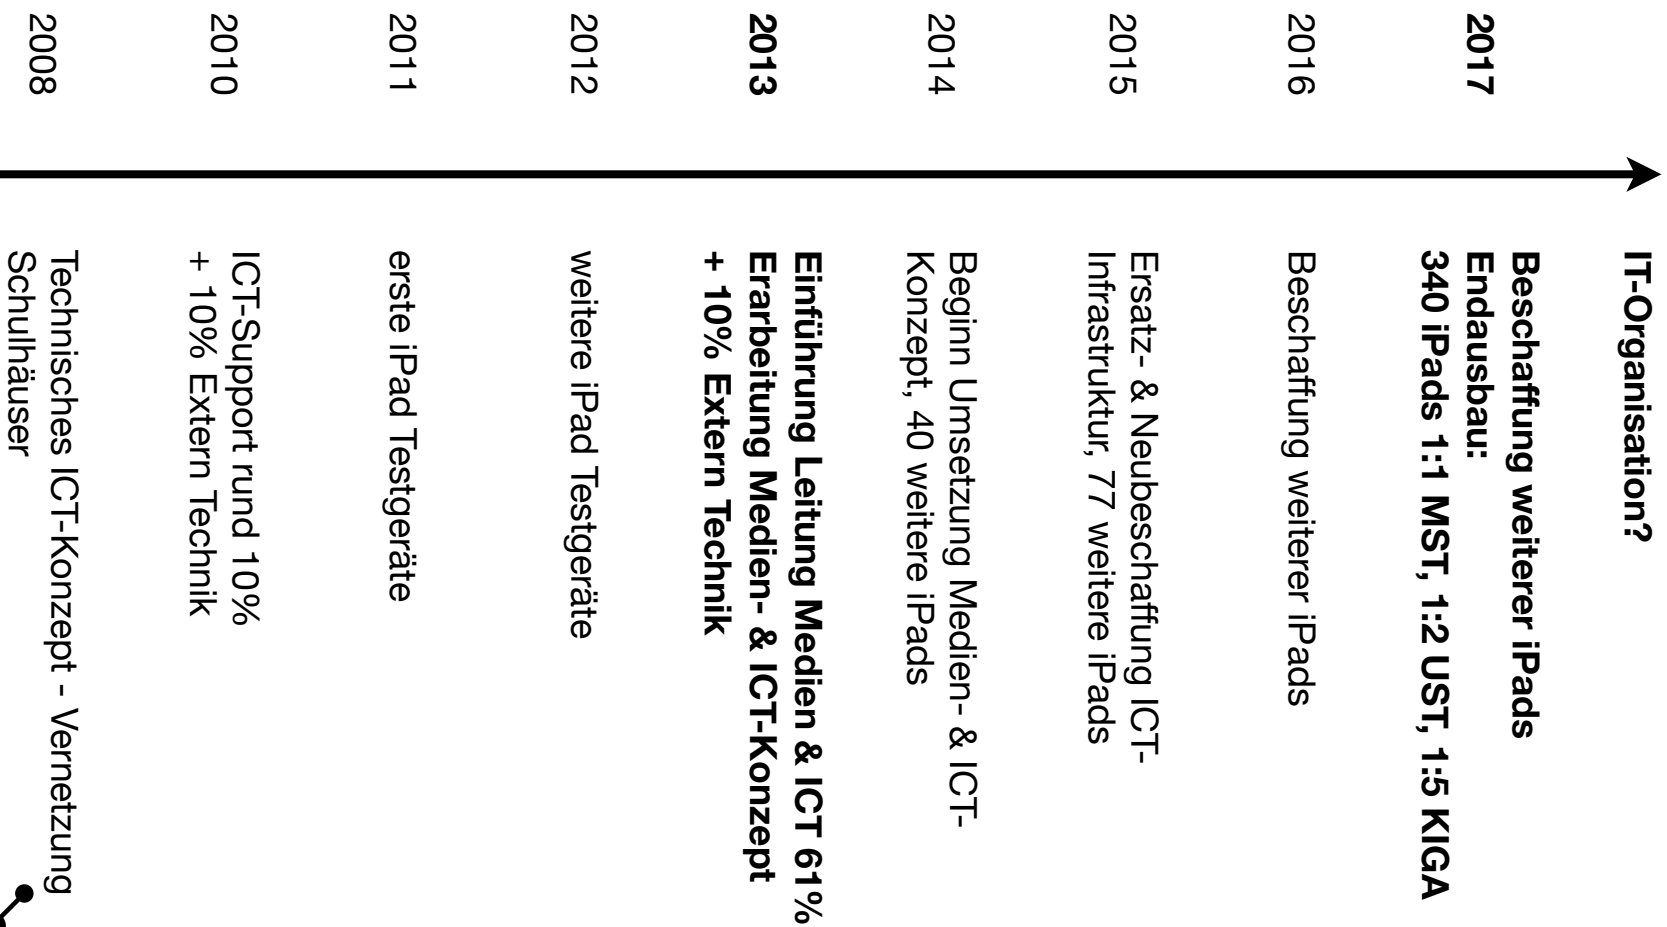 IT-Organisation?
2017
Beschaffung weiterer iPads
Endausbau:
340 iPads 1:1 MST, 1:2 UST, 1:5 KIGA
2016
Beschaffung weiterer iPads
2015
Ersatz- & Neubeschaffung ICT-
Infrastruktur, 77 weitere iPads
2014
Beginn Umsetzung Medien- & ICT-
Konzept, 40 weitere iPads
2013
Einführung Leitung Medien & ICT 61%
Erarbeitung Medien- & ICT-Konzept
+ 10% Extern Technik
2012
weitere iPad Testgeräte
2011
erste iPad Testgeräte
2010
ICT-Support rund 10%
+ 10% Extern Technik
2008
Technisches ICT-Konzept - Vernetzung
Schulhäuser